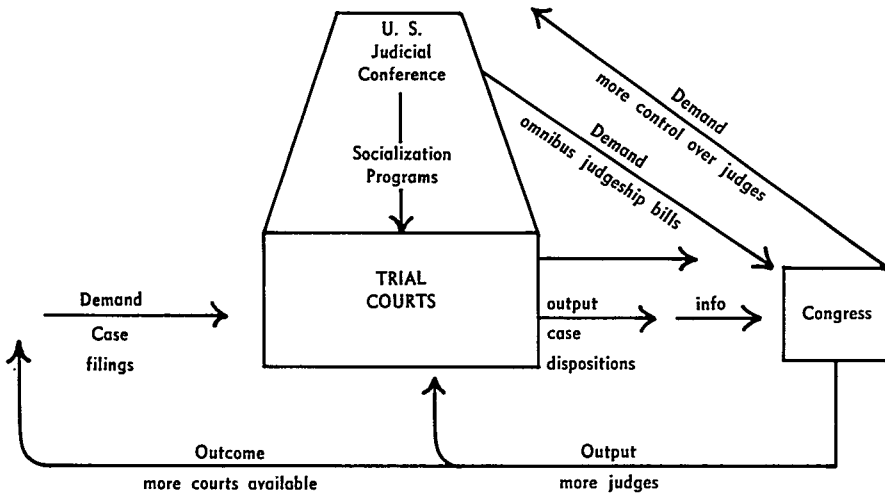 U. S.
Judicial
Conference
Socialization
Programs
Demand
more control over judges
Demand
omnibus judgeship bills
TRIAL
COURTS
Demand
Case
filings
output
case
dispositions
info
Congress
Outcome
more courts available
Output
more judges